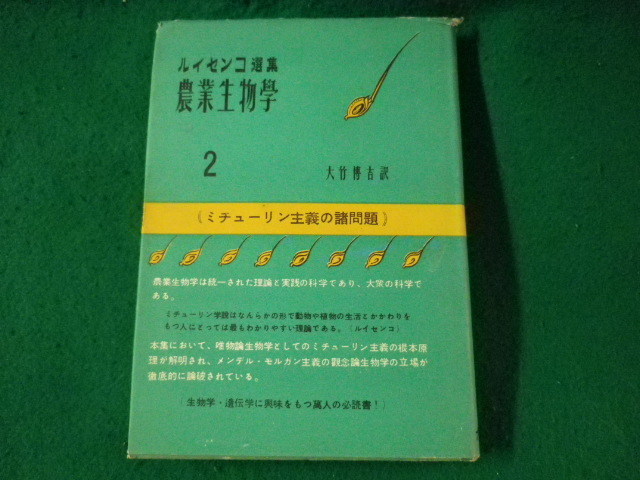 ルイセンコ選集
農業生物學
2
大竹博吉訳
《ミチューリン主義の諸問題》
農業生物学は統一された理論と実践の科学であり、大衆の科学で
ある。
ミチューリン学説はなんらかの形で動物や植物の生活とかかわりを
もつ人にとっては最もわかりやすい理論である。(ルイセンコ)
本集において、唯物論生物学としてのミチューリン主義の根本原
理が解明され、メンデル・モルガン主義の観念論生物学の立場が
徹底的に論破されている。
(生物学・遺伝学に興味をもつ萬人の必読書!)